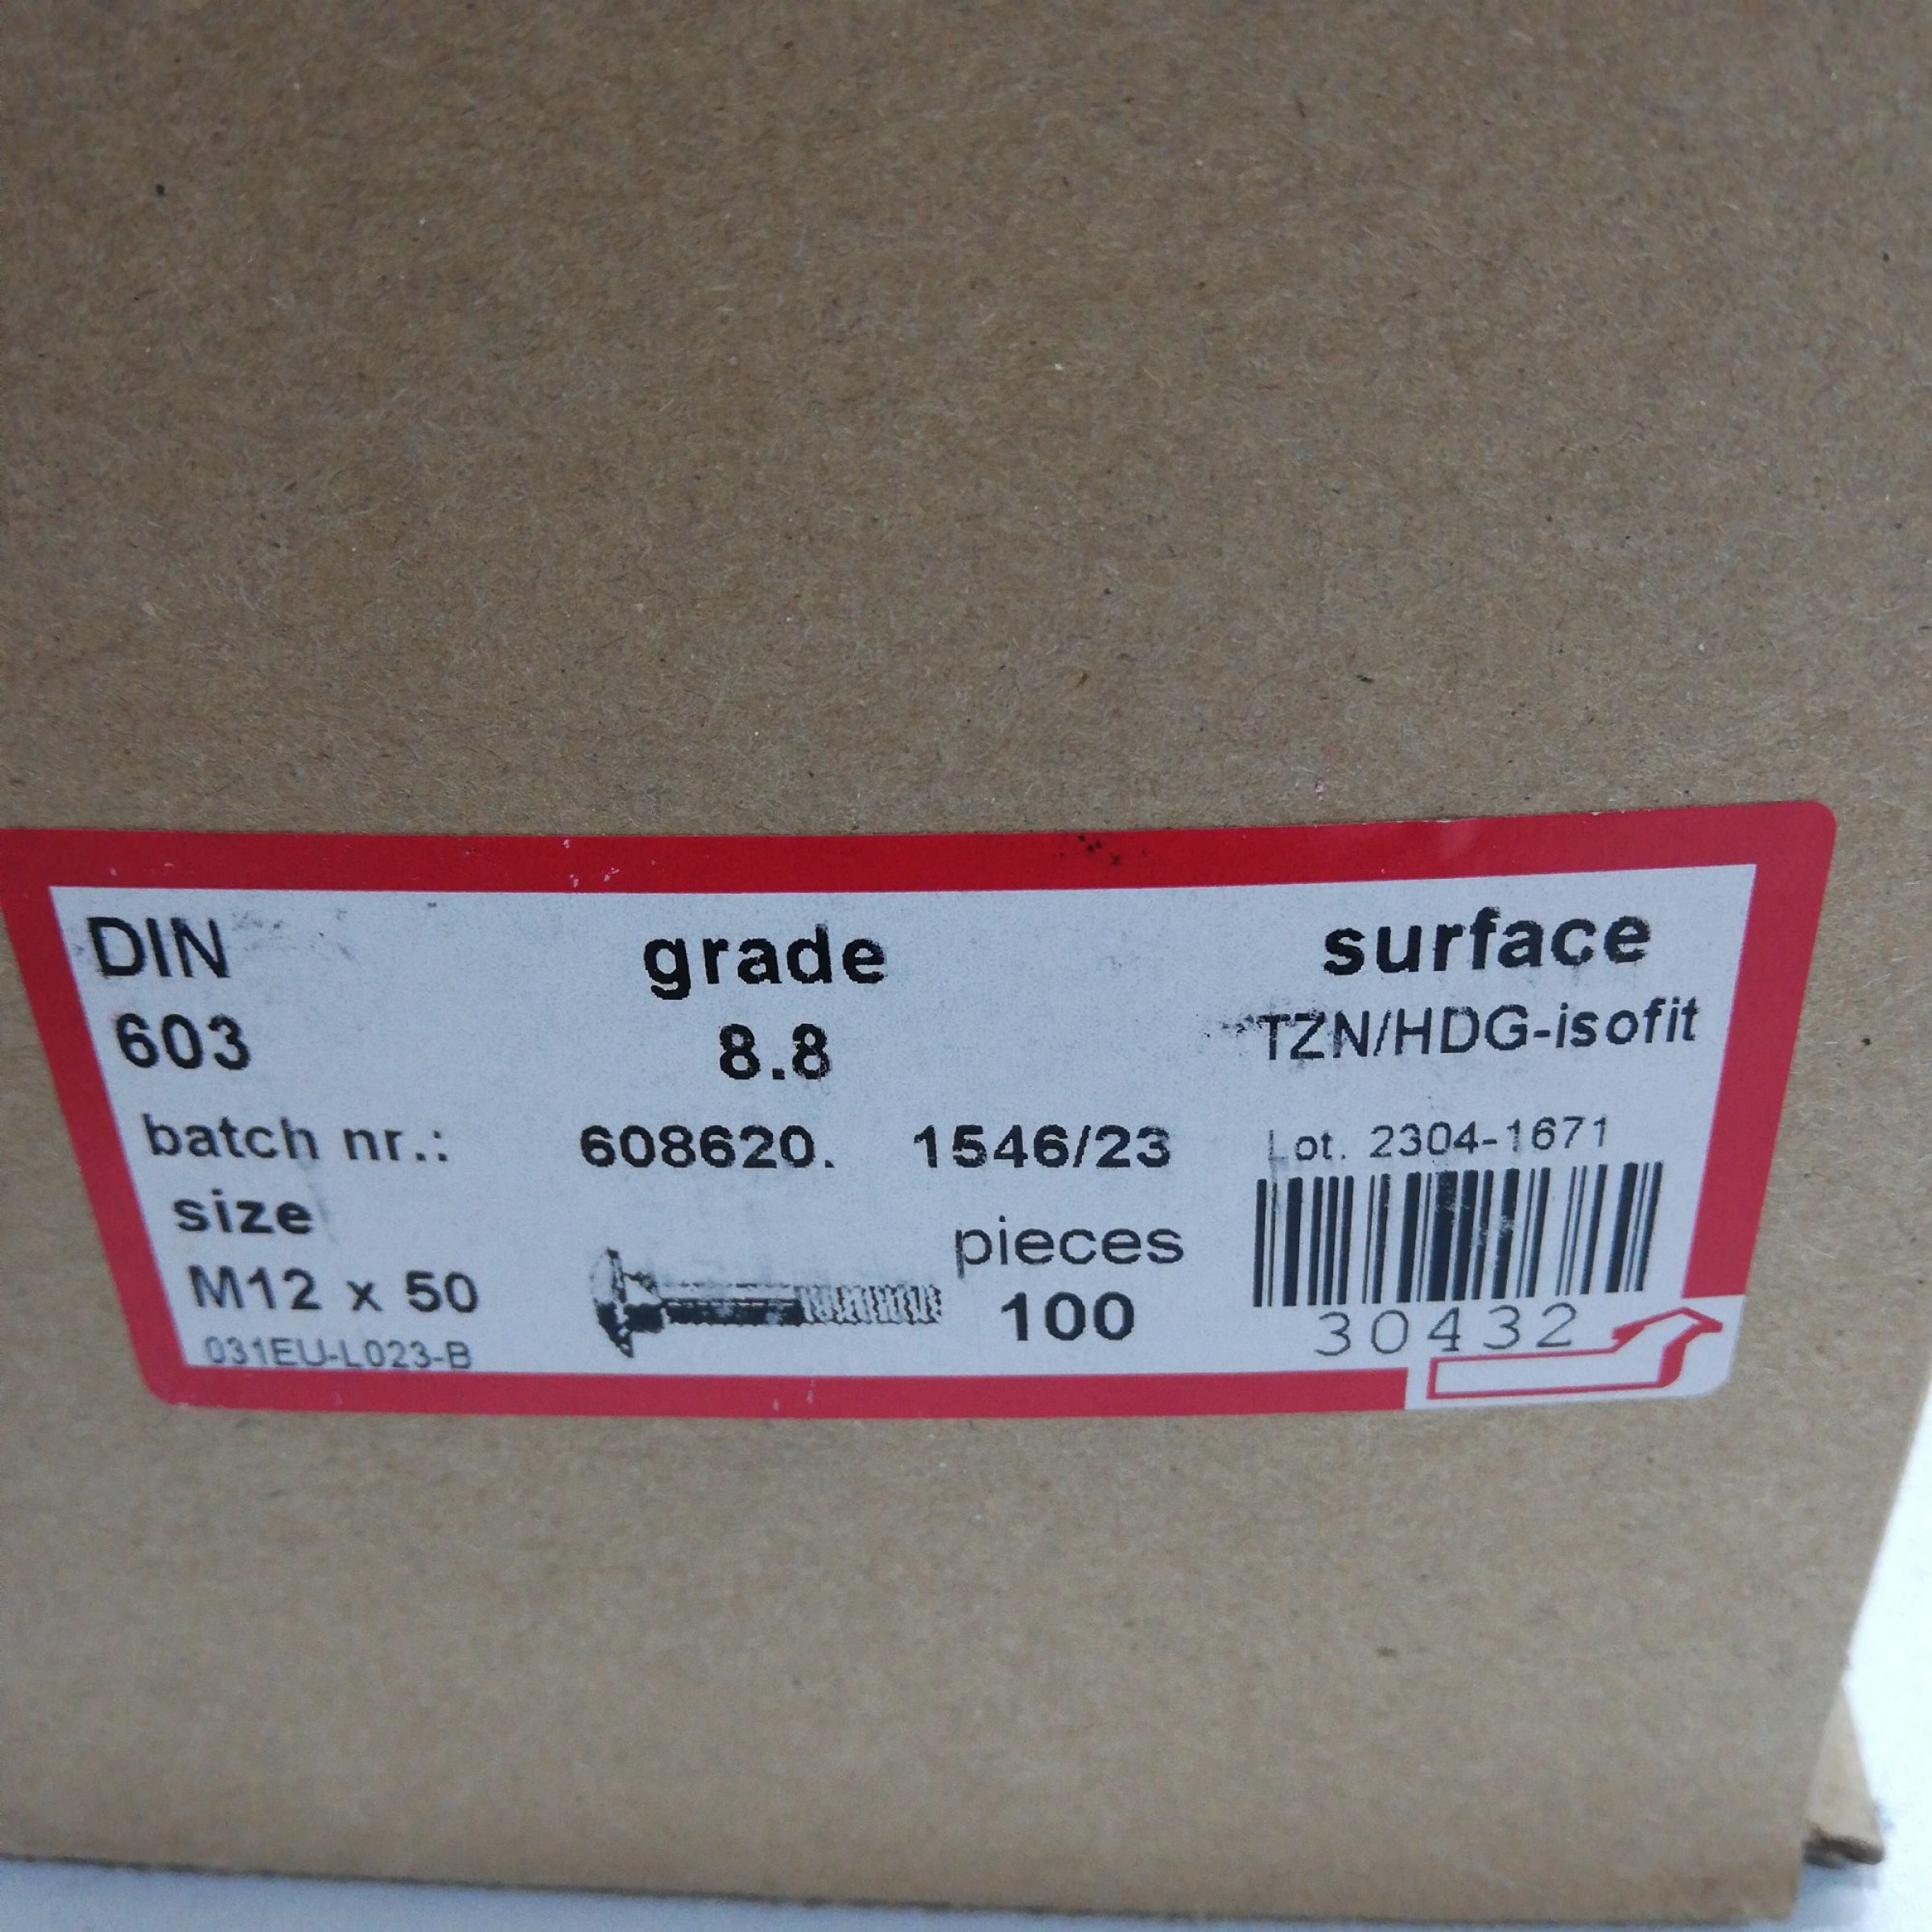 DIN grade surface
603 8.8 TZN/HDG-isofit
batch nr.: 608620. 1546/23 Lot. 2304-1671
size pieces
M12 x 50 100
031EU-L023-B 30432